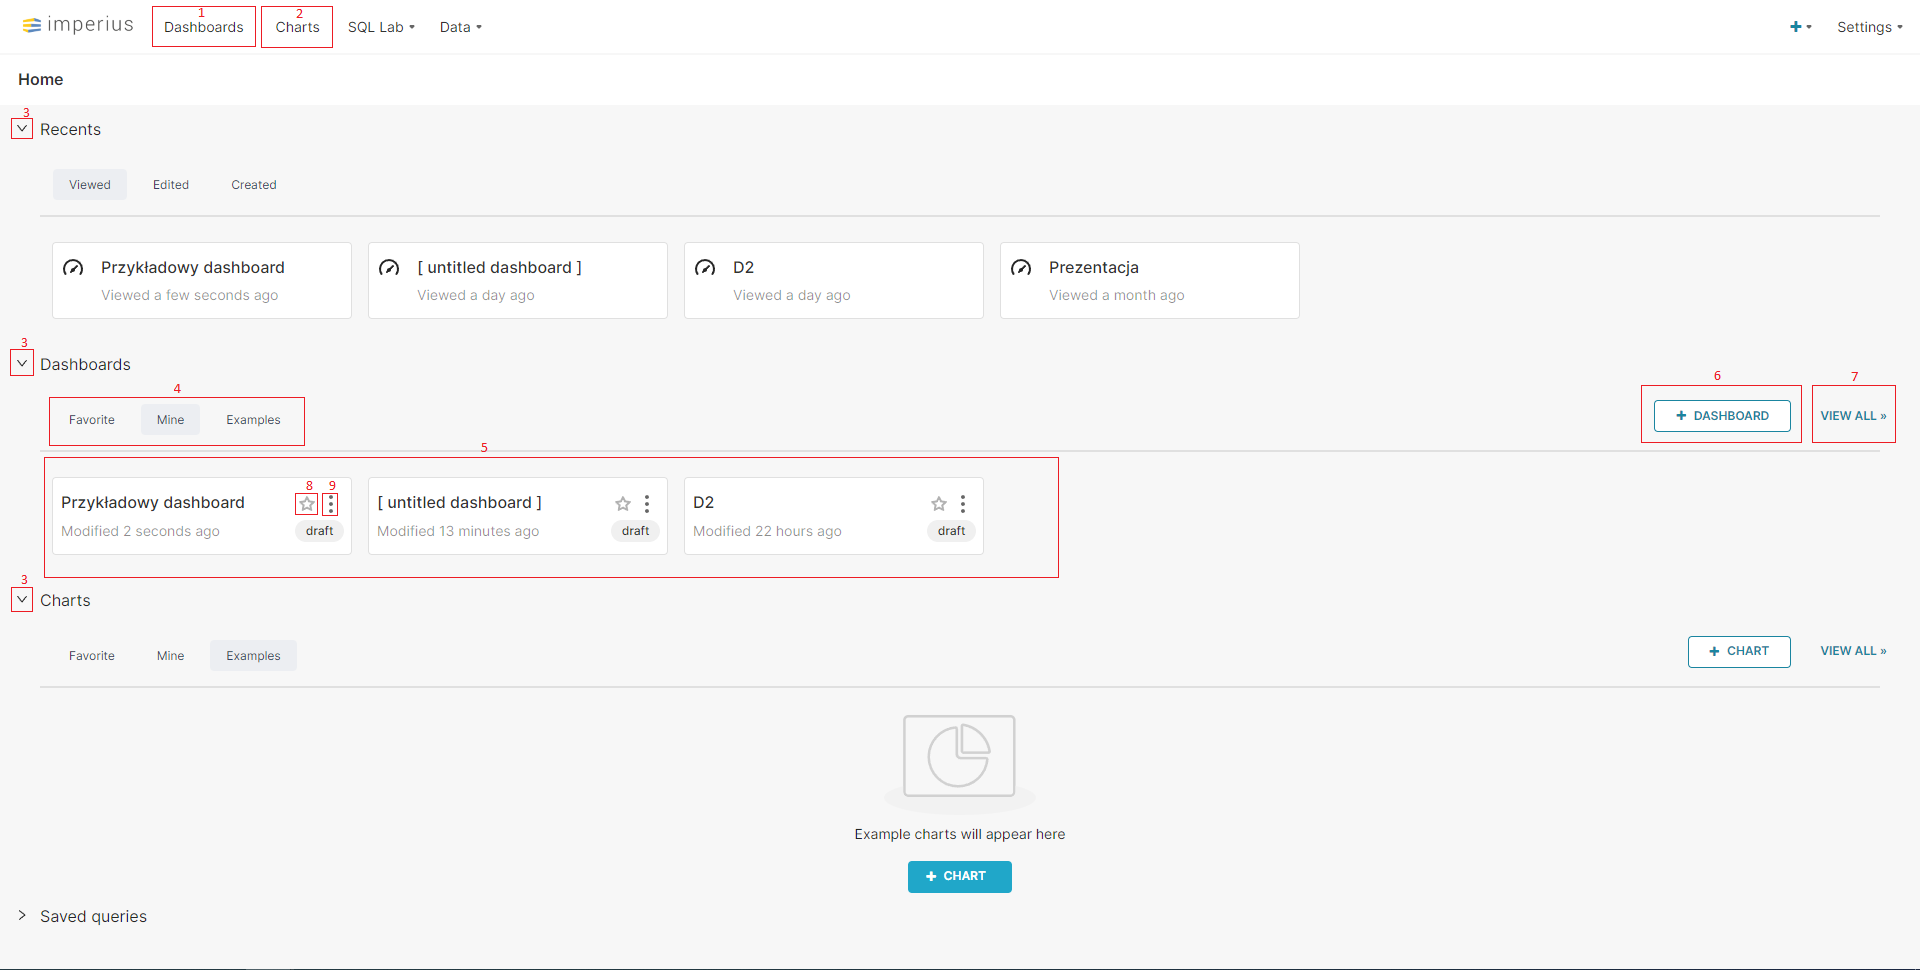 imperius
1
Dashboards
2
Charts
SQL Lab
Data
+
Settings
Home
3
Recents
Viewed
Edited
Created
Przykładowy dashboard
Viewed a few seconds ago
[ untitled dashboard ]
Viewed a day ago
D2
Viewed a day ago
Prezentacja
Viewed a month ago
3
Dashboards
4
Favorite
Mine
Examples
6
+ DASHBOARD
7
VIEW ALL »
5
Przykładowy dashboard
8
9
Modified 2 seconds ago
draft
[ untitled dashboard ]
Modified 13 minutes ago
draft
D2
Modified 22 hours ago
draft
3
Charts
Favorite
Mine
Examples
+ CHART
VIEW ALL »
Example charts will appear here
+ CHART
Saved queries